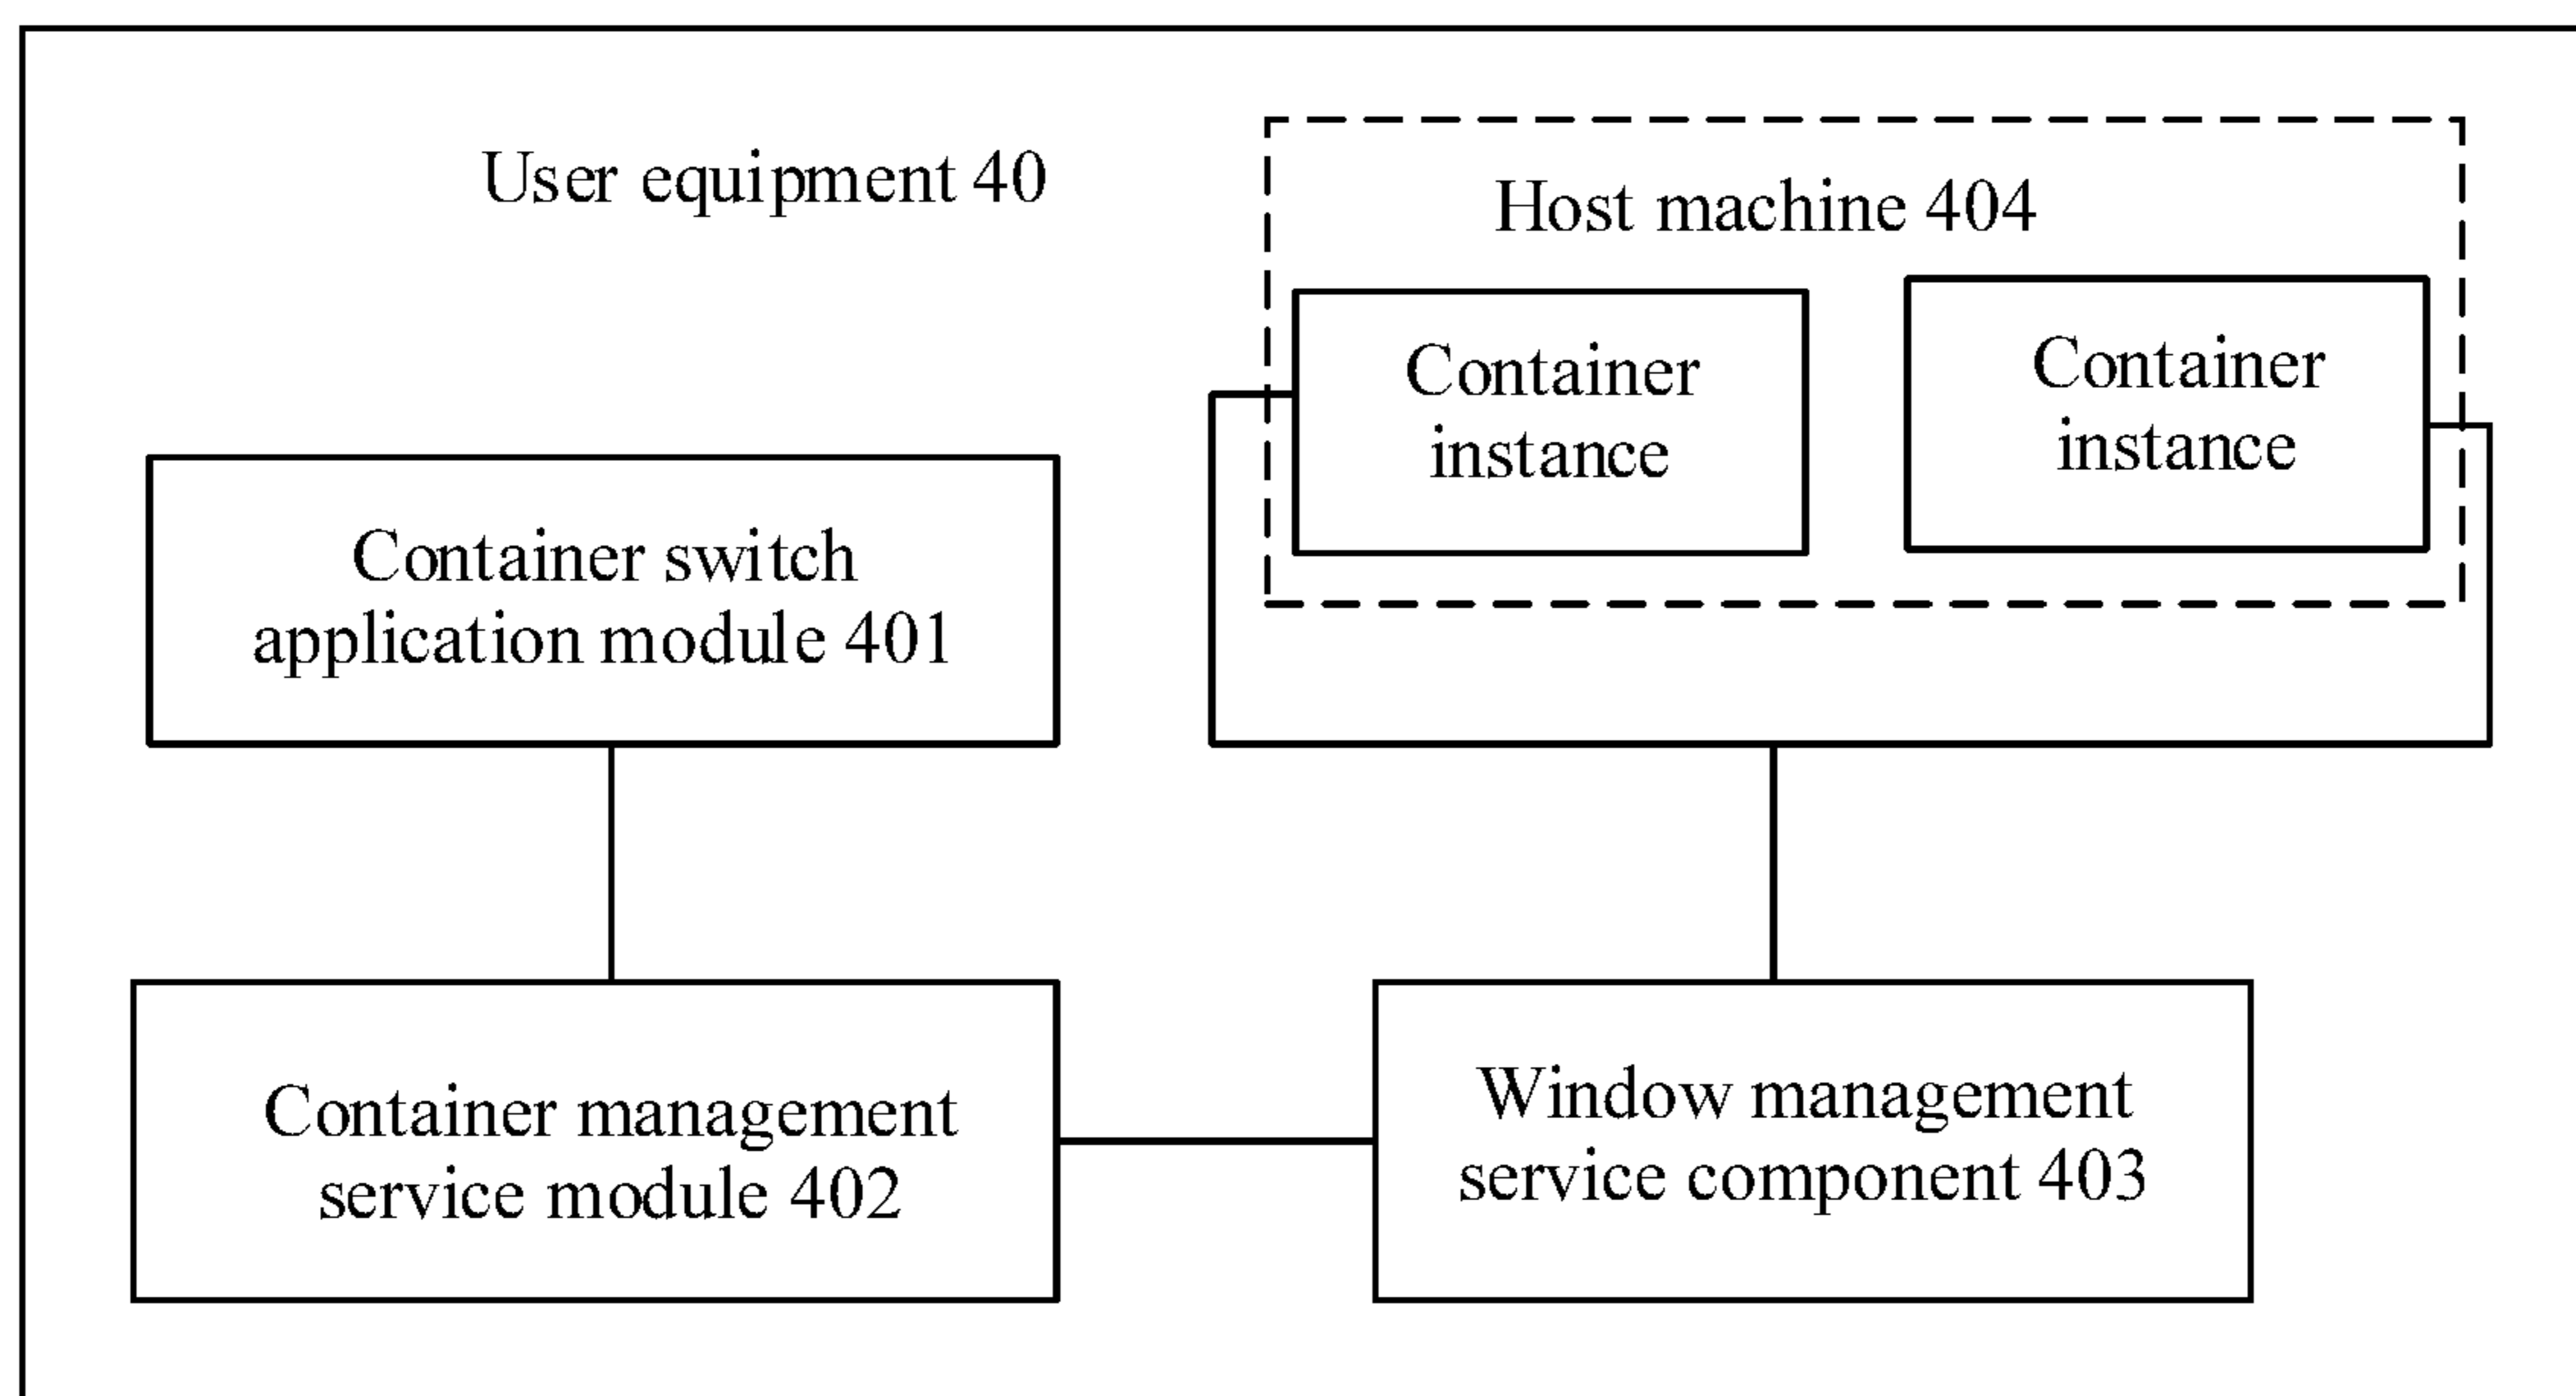 User equipment 40
Host machine 404
Container
instance
Container
instance
Container switch
application module 401
Container management
service module 402
Window management
service component 403